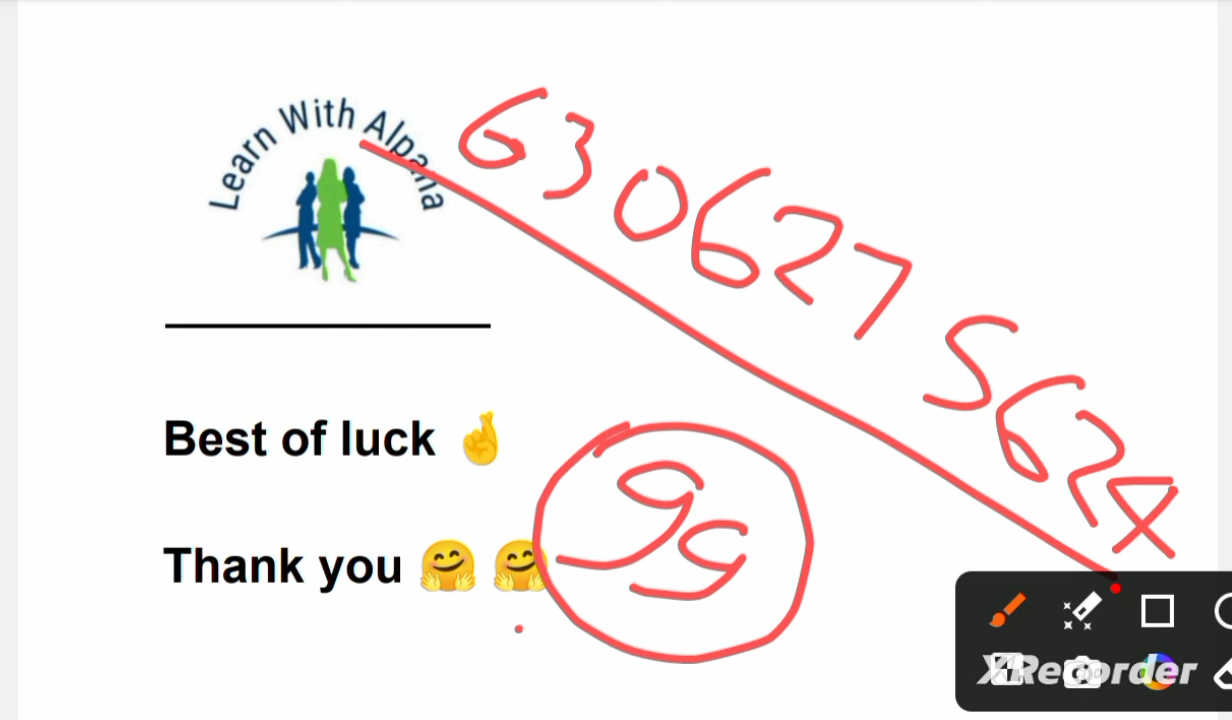 Learn With Alpana
6306275624
Best of luck 🤞
99
Thank you 🤗 🤗
XRecorder